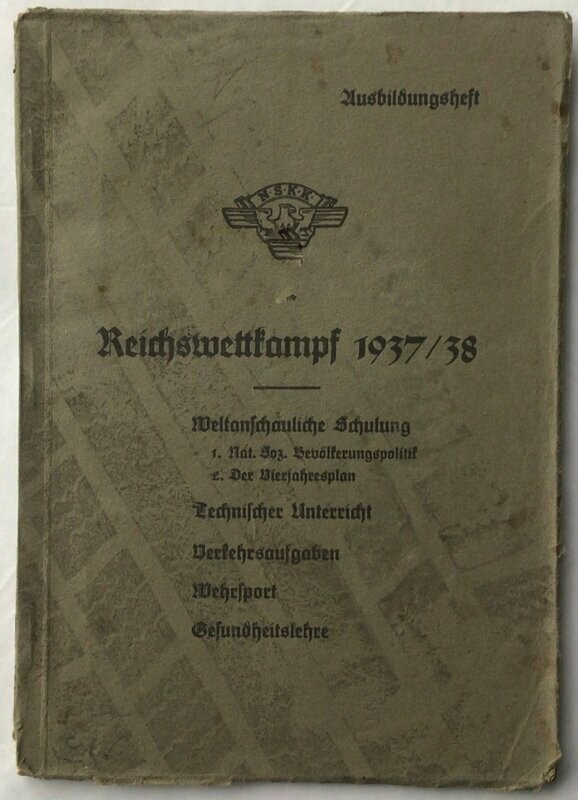 Ausbildungsheft
N·S·K·K
Reichswettkampf 1937/38
Weltanschauliche Schulung
1. Nat. Soz. Bevölkerungspolitik
2. Der Vierjahresplan
Technischer Unterricht
Verkehrsaufgaben
Wehrsport
Gesundheitslehre